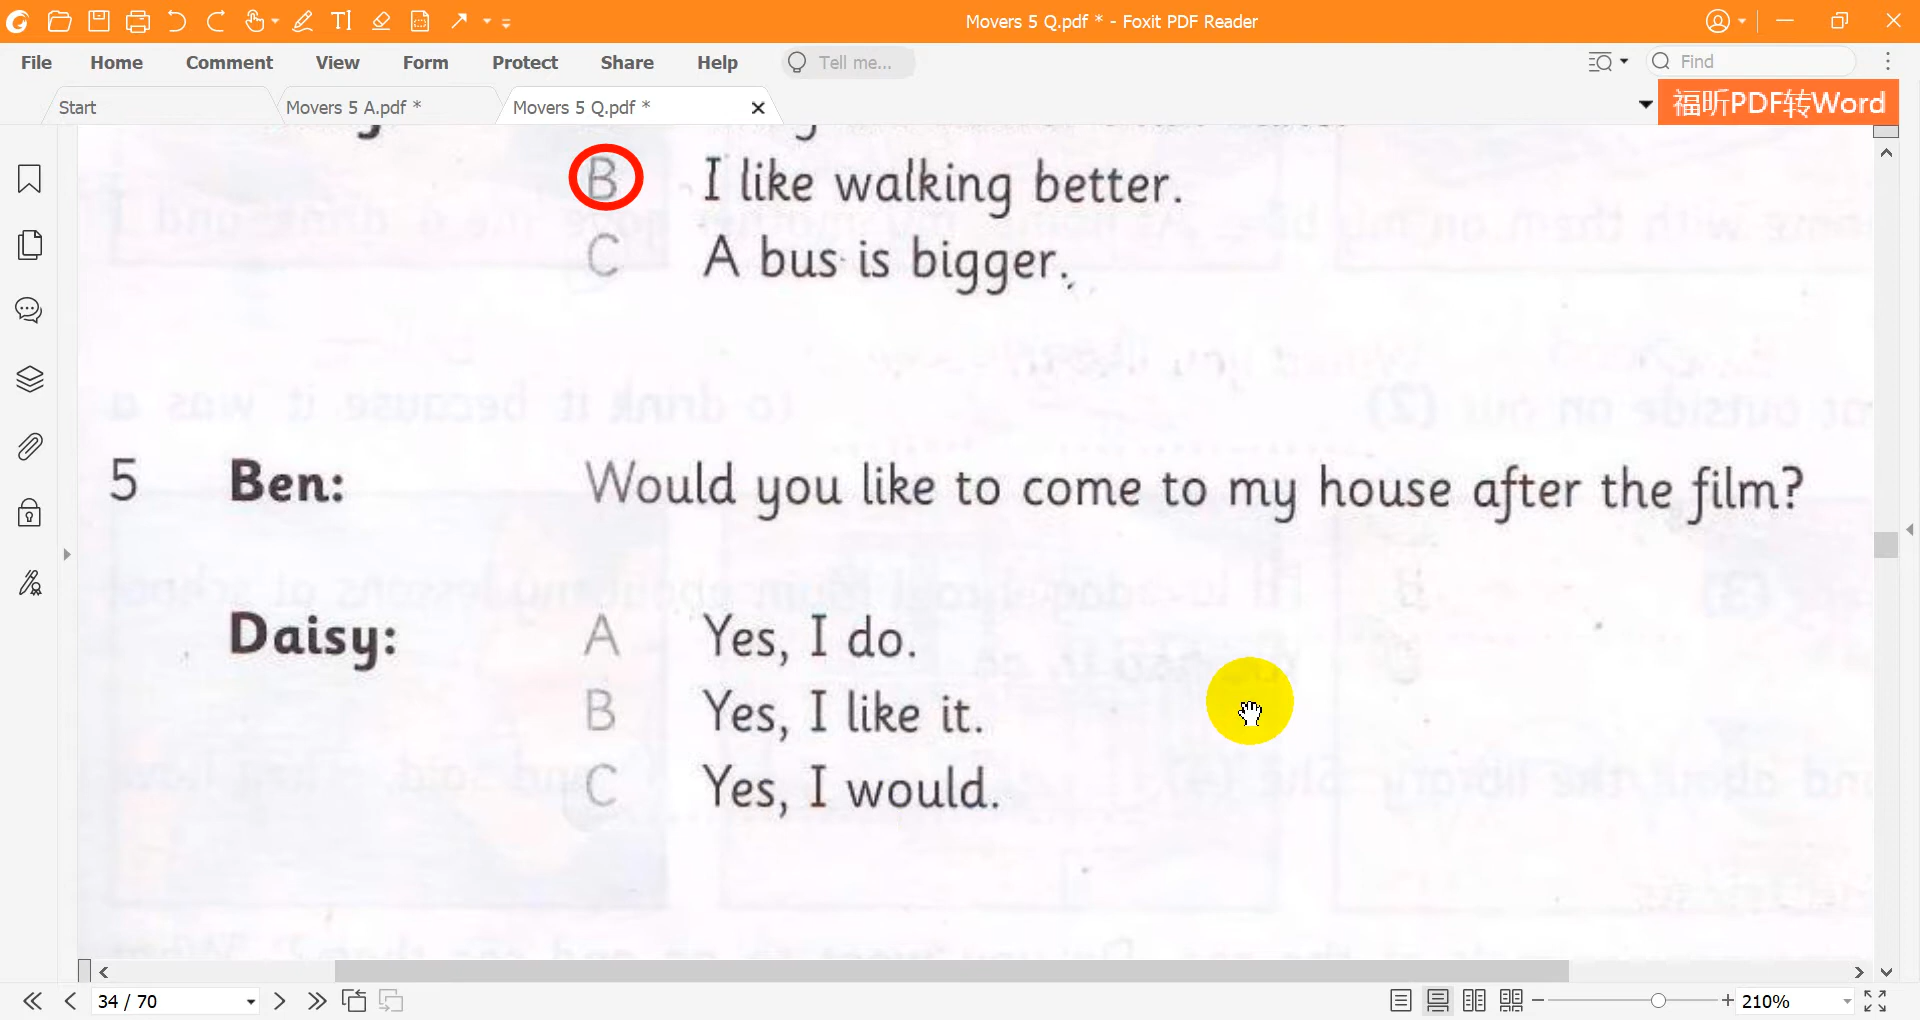 Movers 5 Q.pdf * - Foxit PDF Reader
File Home Comment View Form Protect Share Help Tell me... Find
Start Movers 5 A.pdf * Movers 5 Q.pdf * 福昕PDF转Word
B I like walking better.
C A bus is bigger.
5 Ben: Would you like to come to my house after the film?
Daisy: A Yes, I do.
B Yes, I like it.
C Yes, I would.
34 / 70 210%